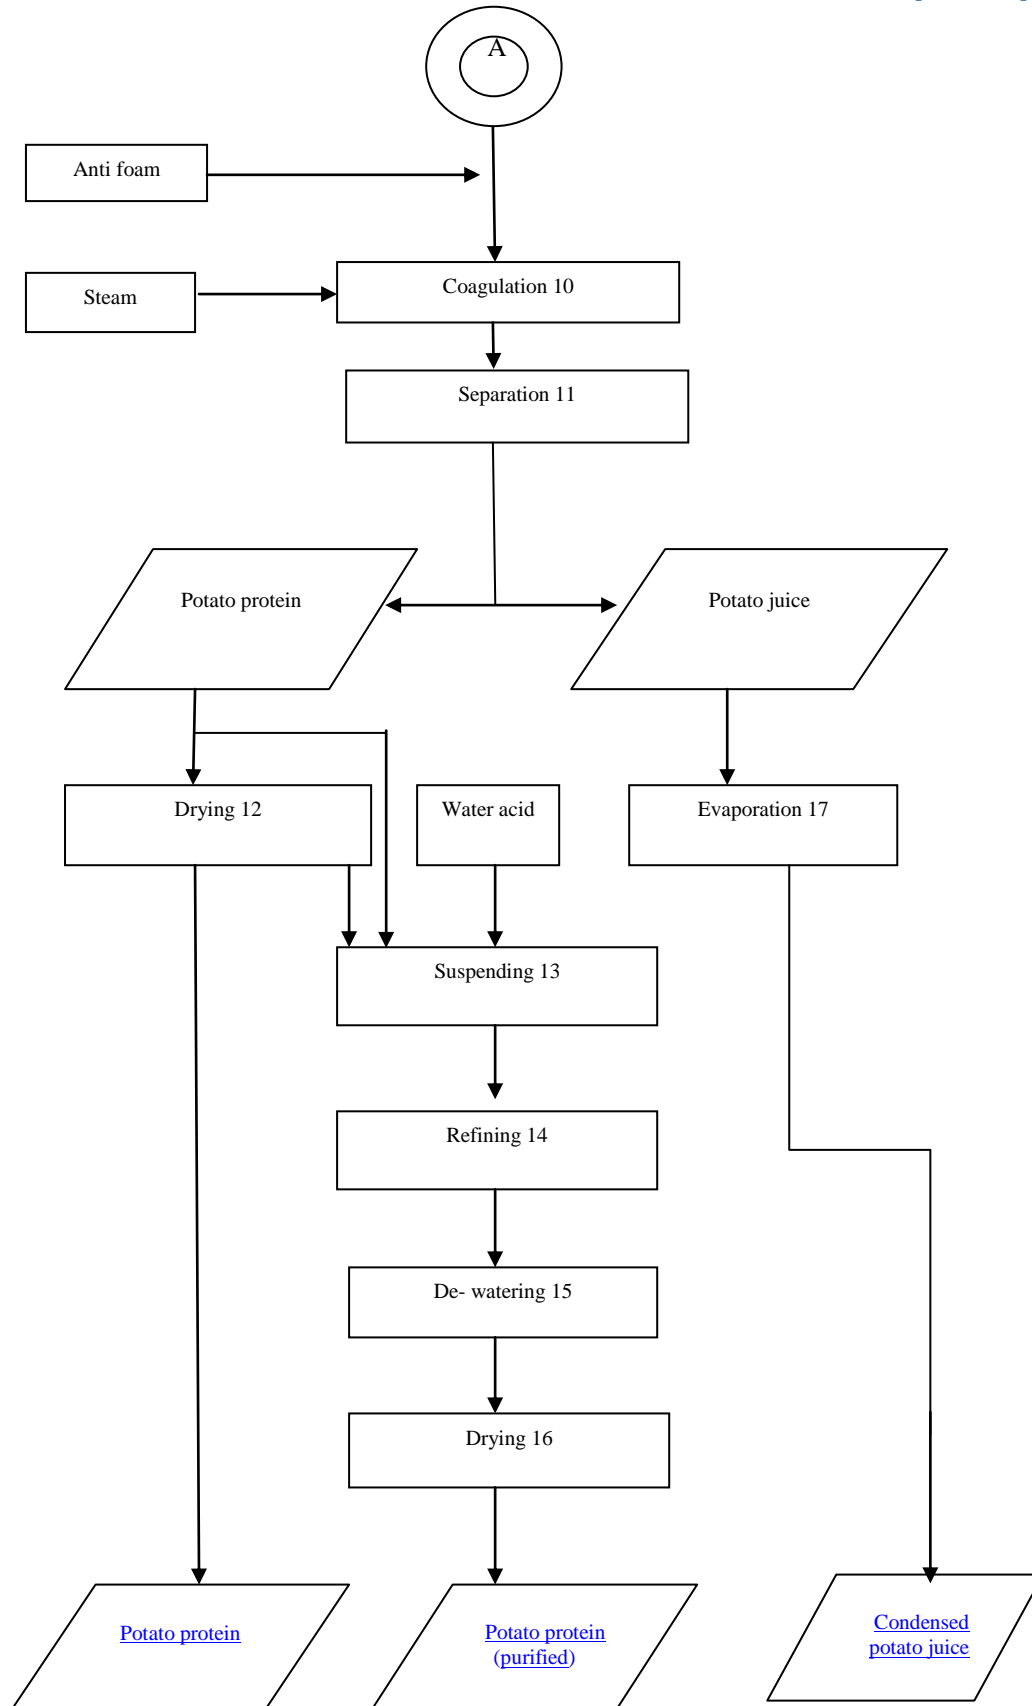 A
Anti foam
Coagulation 10
Steam
Separation 11
Potato protein
Potato juice
Drying 12
Water acid
Evaporation 17
Suspending 13
Refining 14
De- watering 15
Drying 16
Potato protein
Potato protein
(purified)
Condensed
potato juice